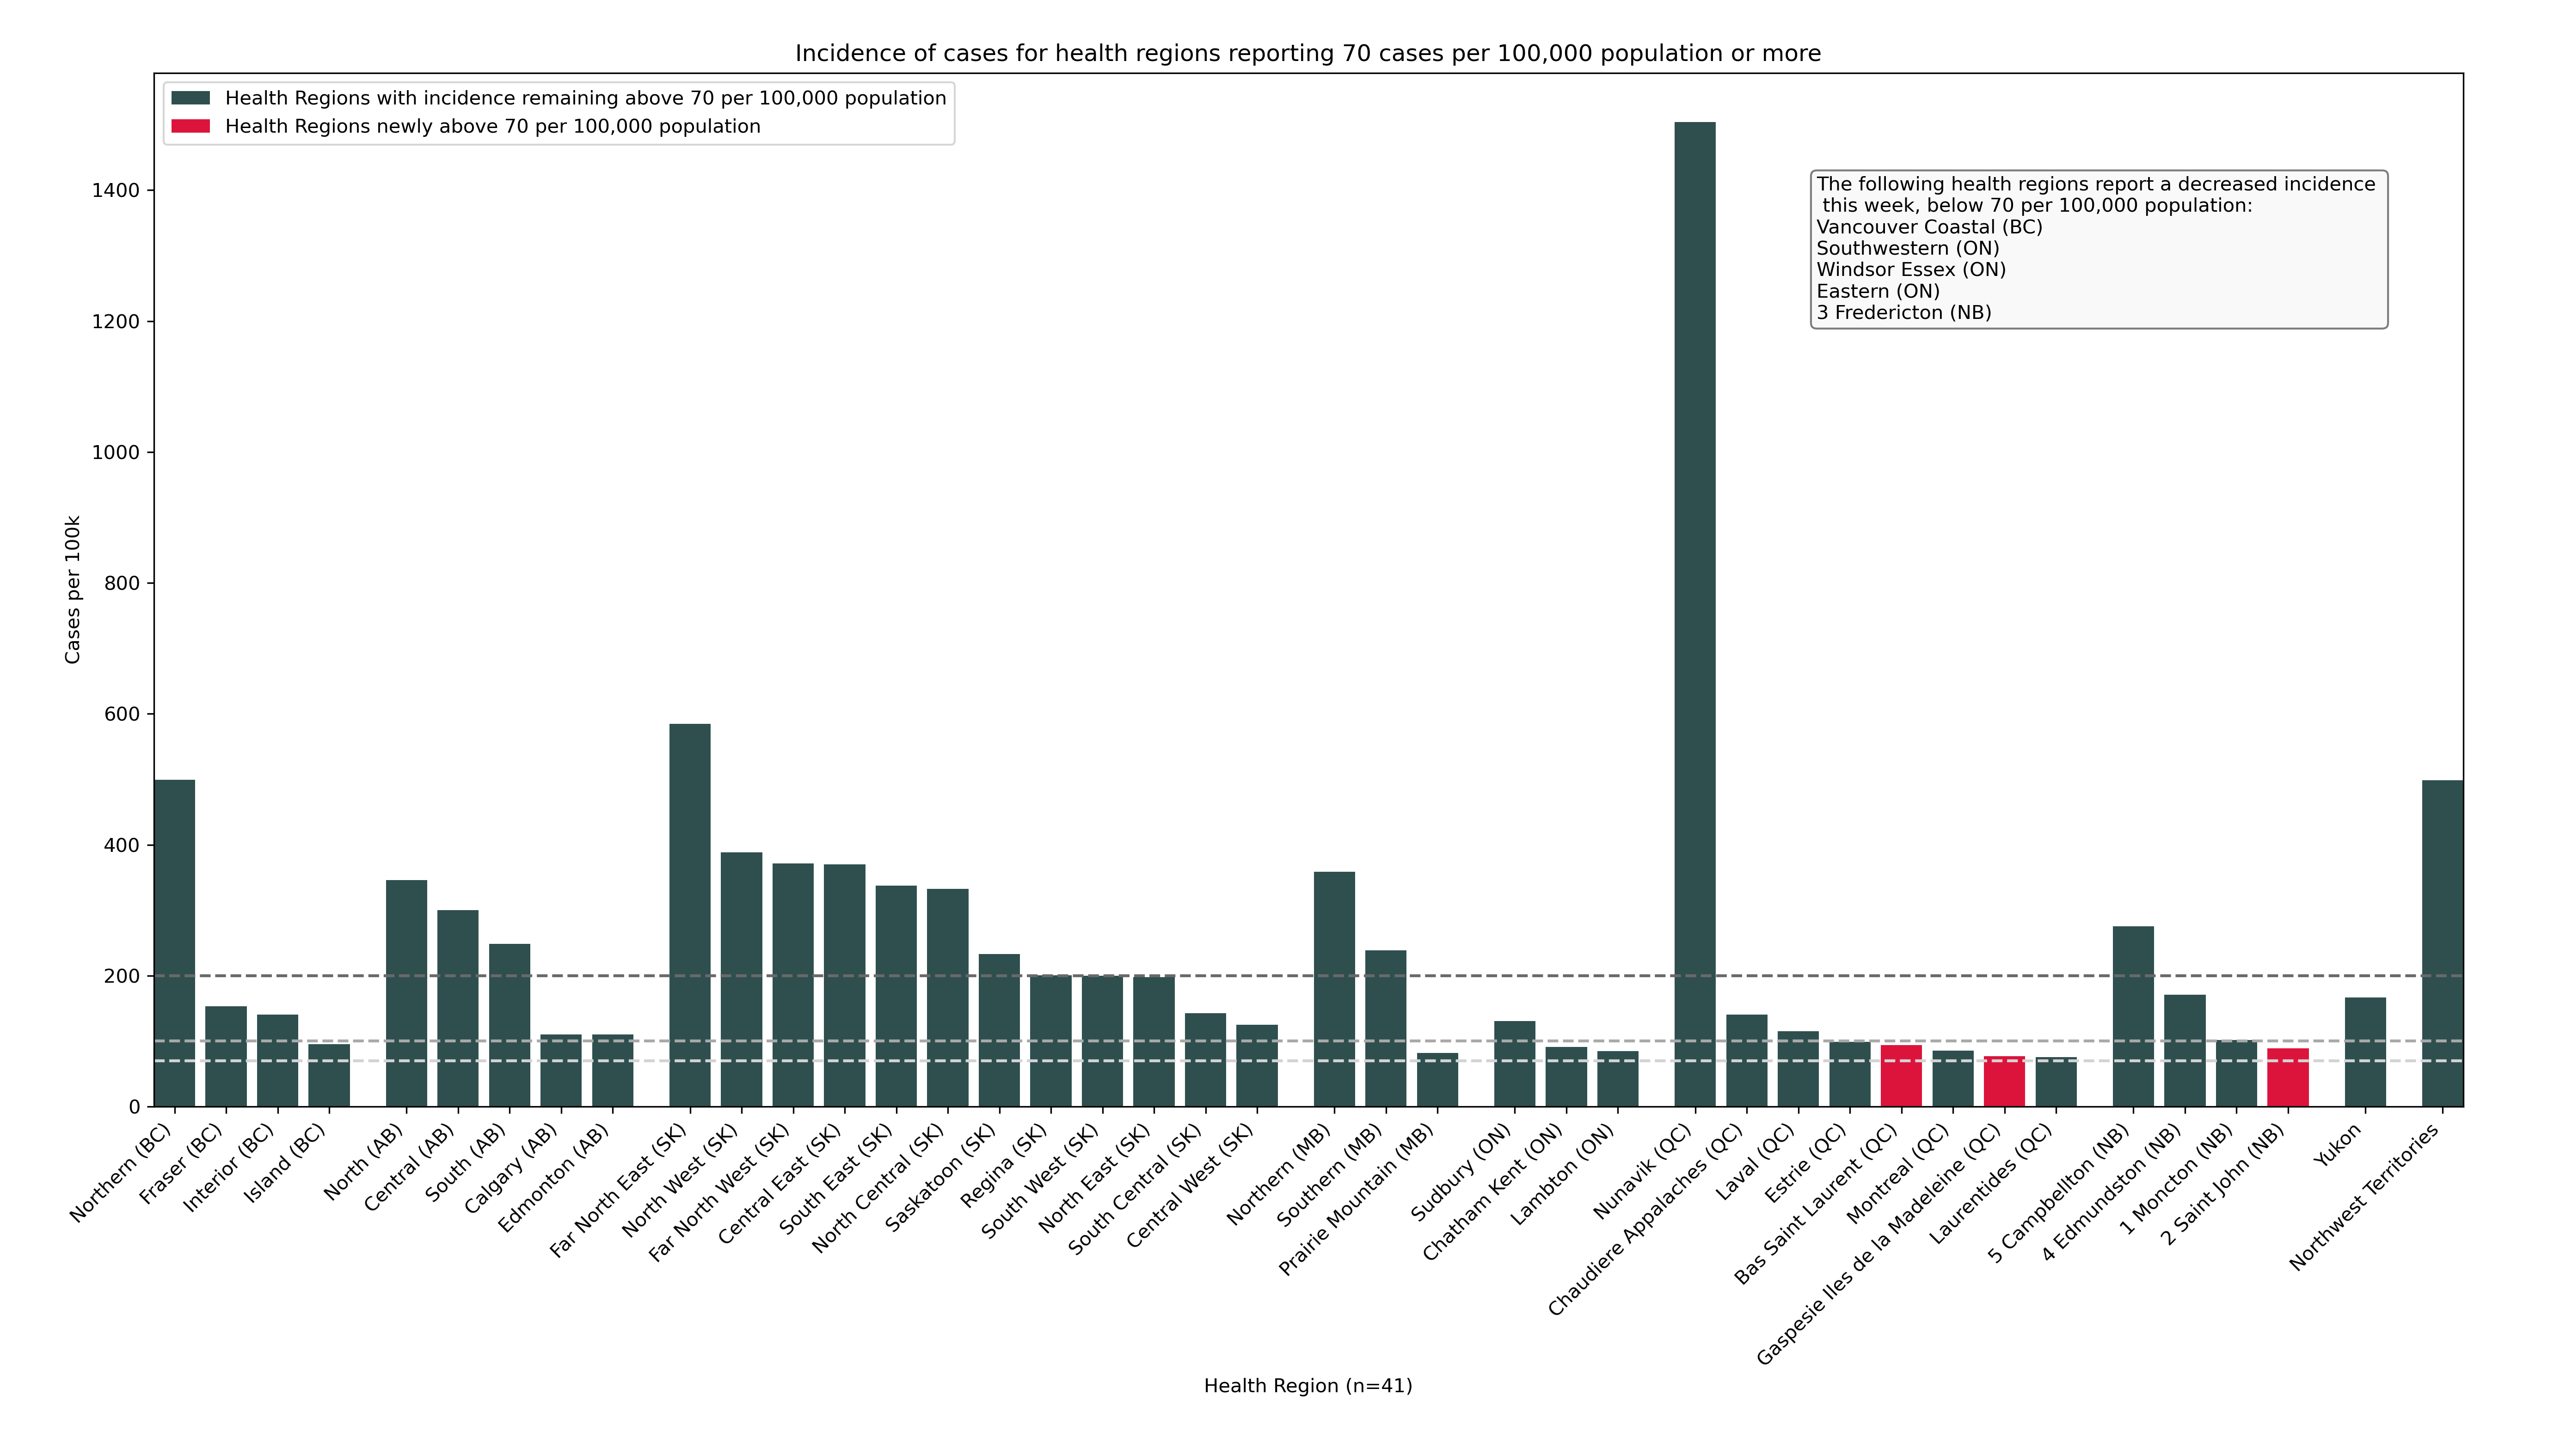 Incidence of cases for health regions reporting 70 cases per 100,000 population or more
Health Regions with incidence remaining above 70 per 100,000 population
Health Regions newly above 70 per 100,000 population
The following health regions report a decreased incidence
this week, below 70 per 100,000 population:
Vancouver Coastal (BC)
Southwestern (ON)
Windsor Essex (ON)
Eastern (ON)
3 Fredericton (NB)
Cases per 100k
1400
1200
1000
800
600
400
200
0
Northern (BC)
Fraser (BC)
Interior (BC)
Island (BC)
North (AB)
Central (AB)
South (AB)
Calgary (AB)
Edmonton (AB)
Far North East (SK)
North West (SK)
Far North West (SK)
Central East (SK)
South East (SK)
North Central (SK)
Saskatoon (SK)
Regina (SK)
South West (SK)
North East (SK)
South Central (SK)
Central West (SK)
Northern (MB)
Southern (MB)
Prairie Mountain (MB)
Sudbury (ON)
Chatham Kent (ON)
Lambton (ON)
Nunavik (QC)
Chaudiere Appalaches (QC)
Laval (QC)
Estrie (QC)
Bas Saint Laurent (QC)
Montreal (QC)
Gaspesie Iles de la Madeleine (QC)
Laurentides (QC)
5 Campbellton (NB)
4 Edmundston (NB)
1 Moncton (NB)
2 Saint John (NB)
Yukon
Northwest Territories
Health Region (n=41)